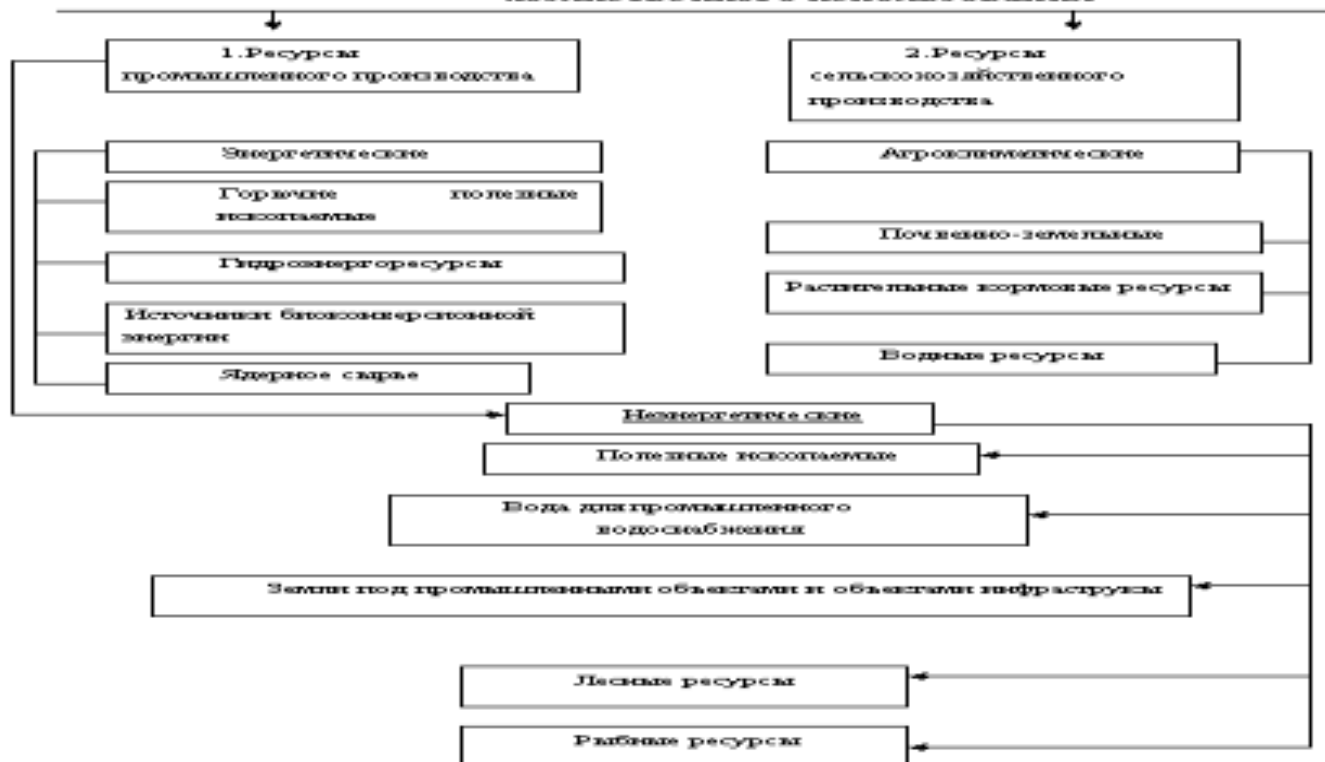 1.Ресурсы
промышленного производства
2.Ресурсы
сельскохозяйственного
производства
Энергетические
Горючие полезные
ископаемые
Гидроэнергоресурсы
Источники биоконверсионной
энергии
Ядерное сырье
Агроклиматические
Почвенно-земельные
Растительные кормовые ресурсы
Водные ресурсы
Неэнергетические
Полезные ископаемые
Вода для промышленного
водоснабжения
Земли под промышленными объектами и объектами инфраструкы
Лесные ресурсы
Рыбные ресурсы